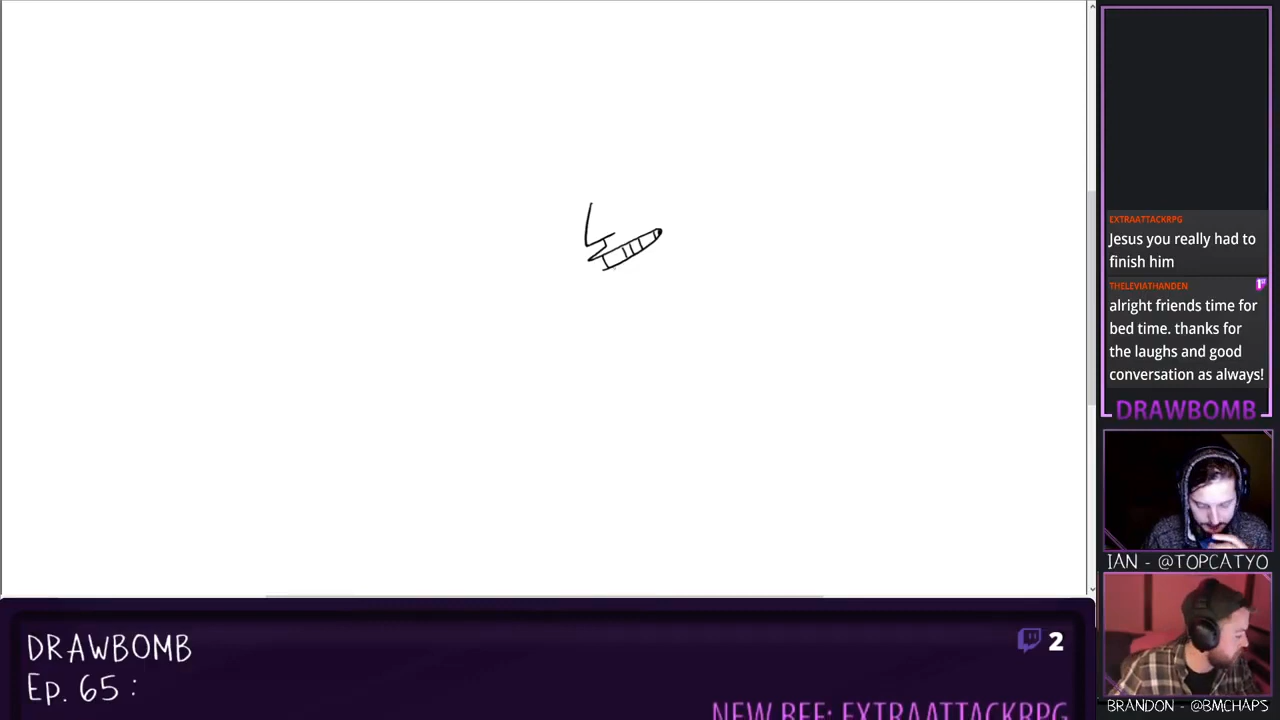 EXTRAATTACKRPG
Jesus you really had to
finish him
THELEVIATHANDEN
alright friends time for
bed time. thanks for
the laughs and good
conversation as always!
DRAWBOMB
IAN - @TOPCATYO
BRANDON - @BMCHAPS
DRAWBOMB
Ep. 65 :
2
NEW BFF: EXTRAATTACKRPG